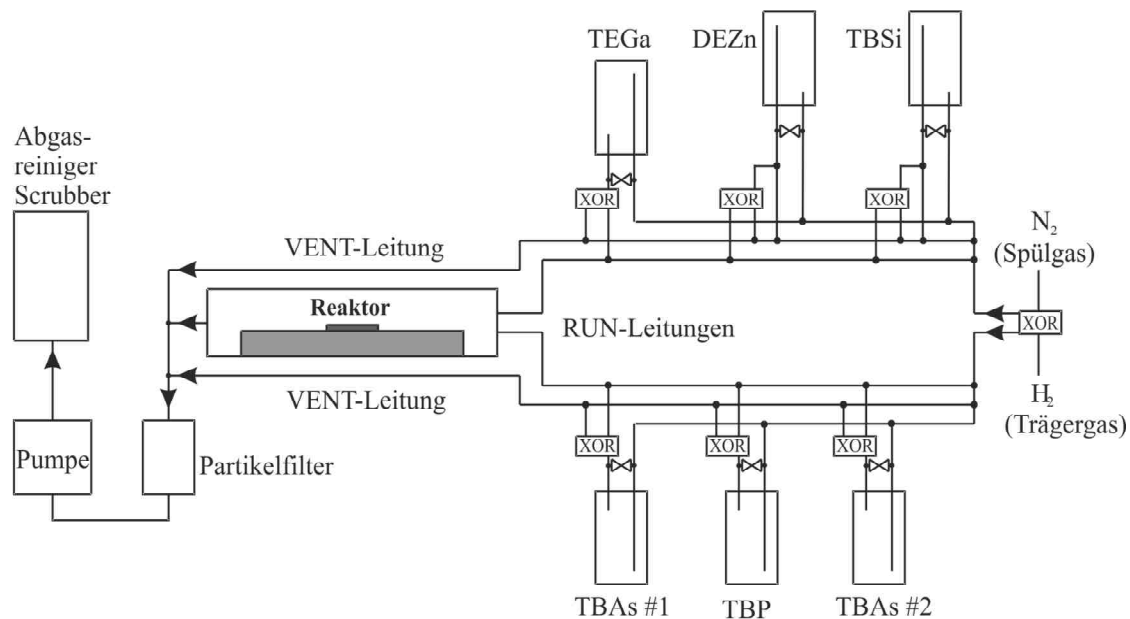 TEGa
DEZn
TBSi
Abgas-
reiniger
Scrubber
XOR
XOR
XOR
VENT-Leitung
N₂
(Spülgas)
Reaktor
RUN-Leitungen
XOR
VENT-Leitung
H₂
(Trägergas)
XOR
XOR
XOR
Pumpe
Partikelfilter
TBAs #1
TBP
TBAs #2